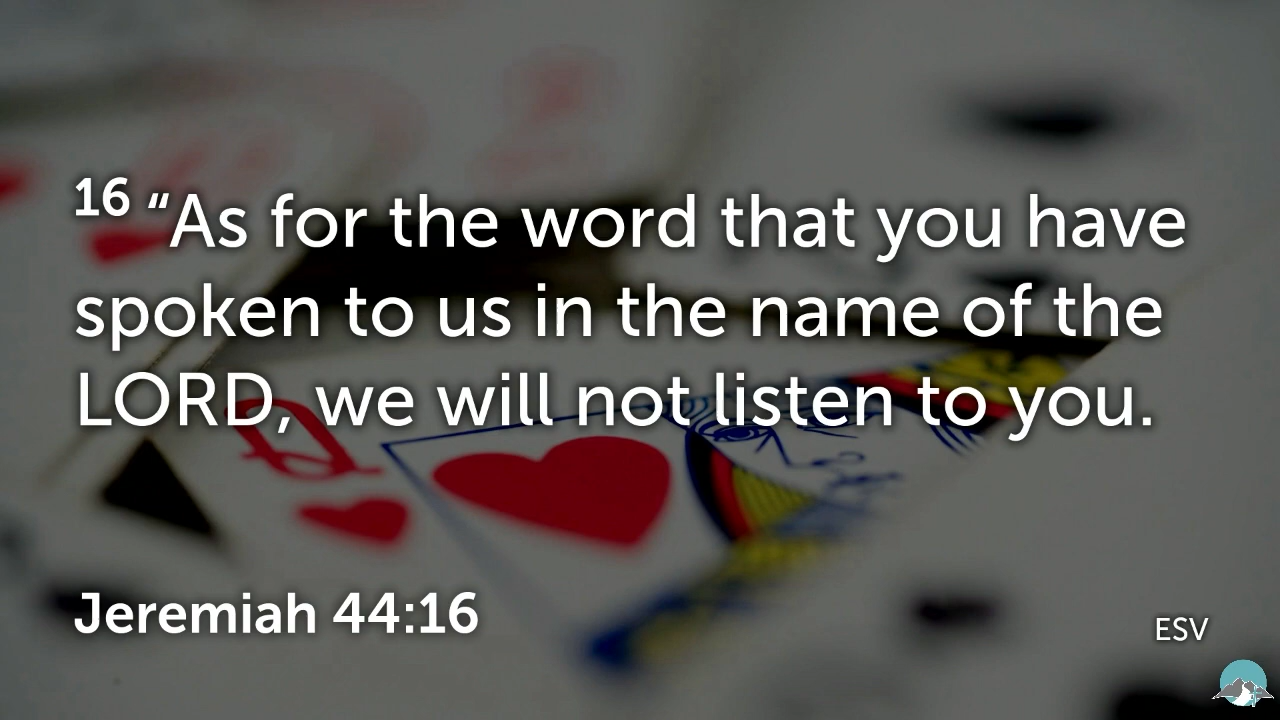 16 “As for the word that you have
spoken to us in the name of the
LORD, we will not listen to you.
Jeremiah 44:16
ESV
Q